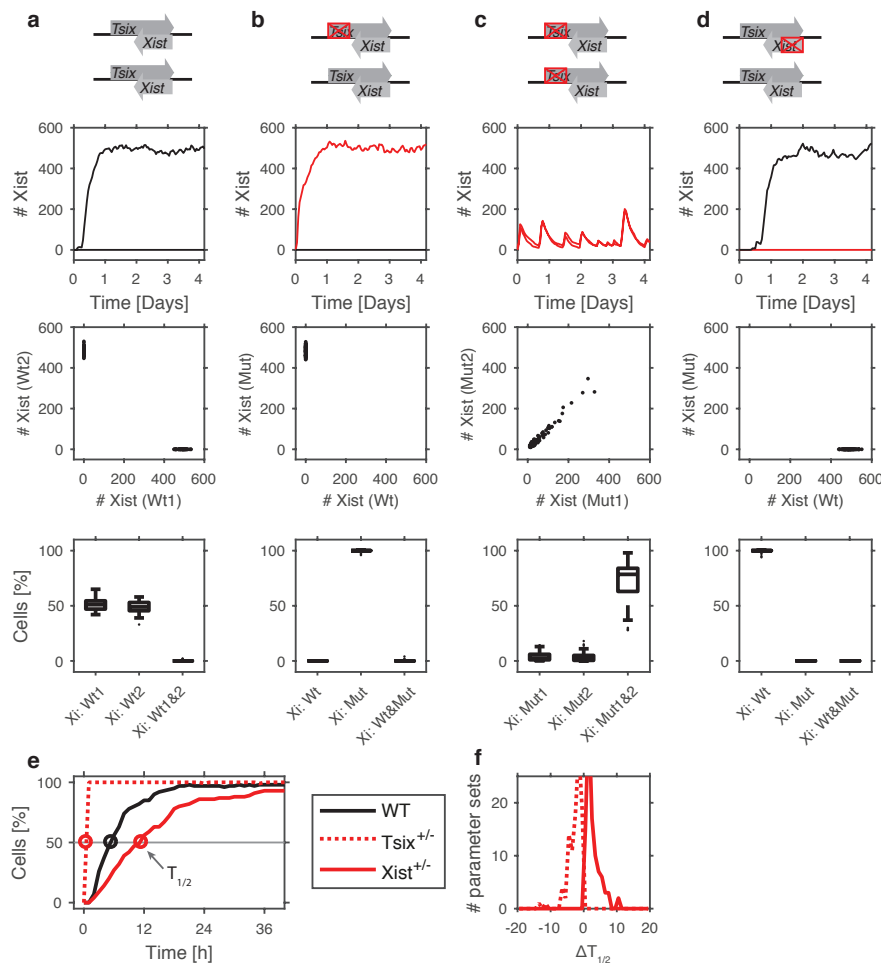 a
b
c
d
Tsix
Xist
Tsix
Xist
Tsix
Xist
Tsix
Xist
Tsix
Xist
Tsix
Xist
Tsix
Xist
Tsix
Xist
# Xist
600
400
200
0
0 1 2 3 4
Time [Days]
600
400
200
0
0 1 2 3 4
Time [Days]
600
400
200
0
0 1 2 3 4
Time [Days]
600
400
200
0
0 1 2 3 4
Time [Days]
# Xist (Wt2)
600
400
200
0
0 200 400 600
# Xist (Wt1)
# Xist (Mut)
600
400
200
0
0 200 400 600
# Xist (Wt)
# Xist (Mut2)
600
400
200
0
0 200 400 600
# Xist (Mut1)
# Xist (Mut)
600
400
200
0
0 200 400 600
# Xist (Wt)
Cells [%]
100
50
0
Xi: Wt1
Xi: Wt2
Xi: Wt1&2
100
50
0
Xi: Wt
Xi: Mut
Xi: Wt&Mut
100
50
0
Xi: Mut1
Xi: Mut2
Xi: Mut1&2
100
50
0
Xi: Wt
Xi: Mut
Xi: Wt&Mut
e
Cells [%]
100
50
0
T1/2
0 12 24 36
Time [h]
WT
Tsix+/-
Xist+/-
f
# parameter sets
20
10
0
-20 -10 0 10 20
ΔT1/2